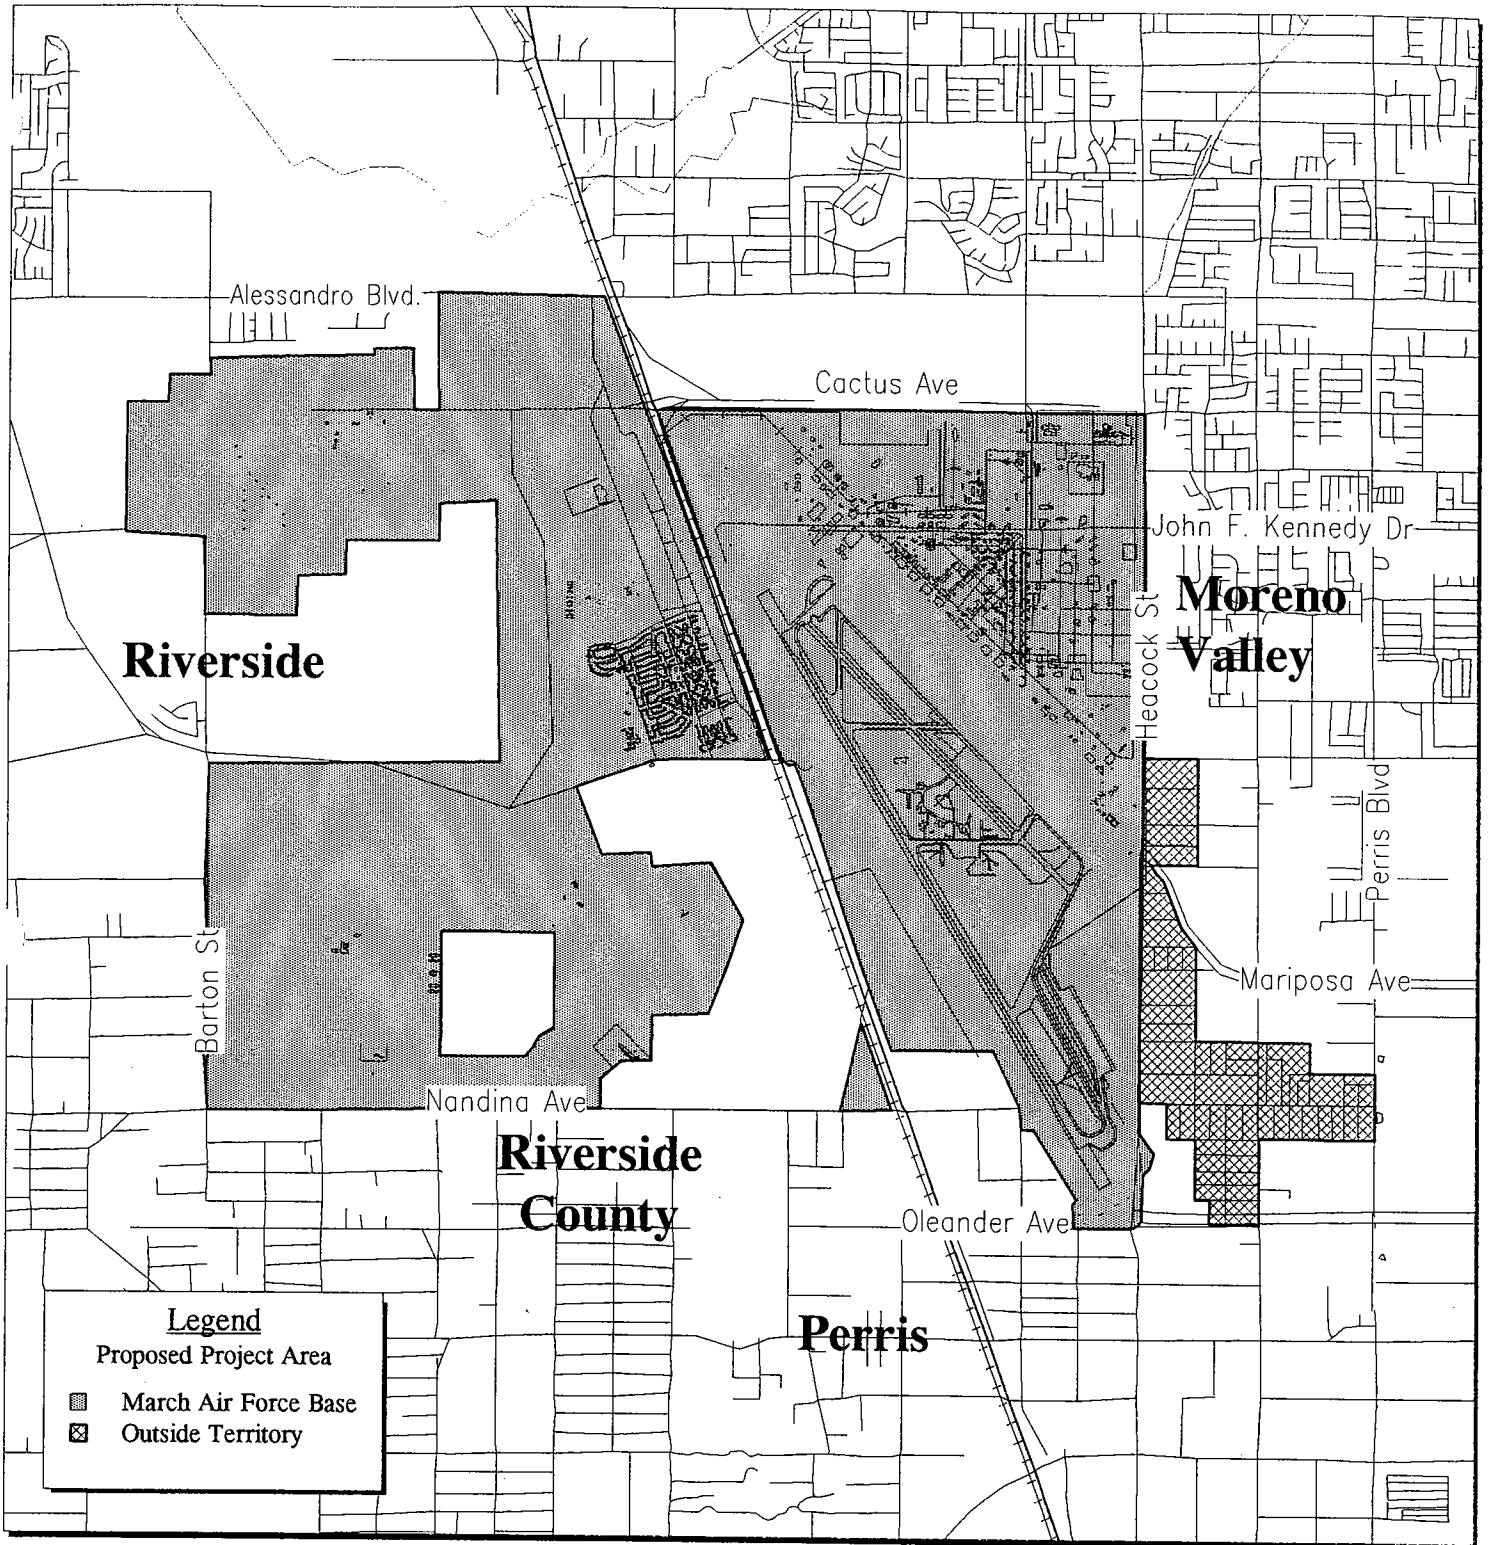 Alessandro Blvd.
Cactus Ave
John F. Kennedy Dr
Moreno
Valley
Heacock St
Riverside
Perris Blvd
Barton St
Mariposa Ave
Nandina Ave
Riverside
County
Oleander Ave
Perris
Legend
Proposed Project Area
March Air Force Base
Outside Territory